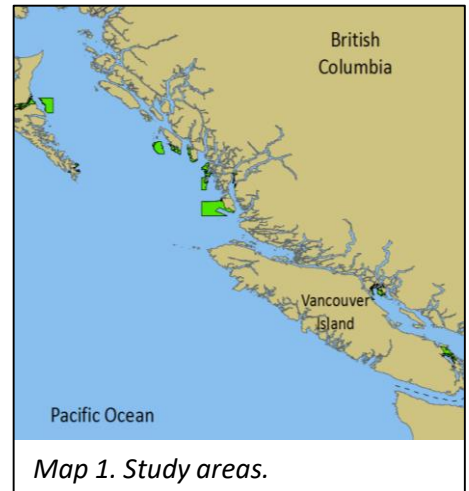 British
Columbia
Vancouver
Island
Pacific Ocean
Map 1. Study areas.